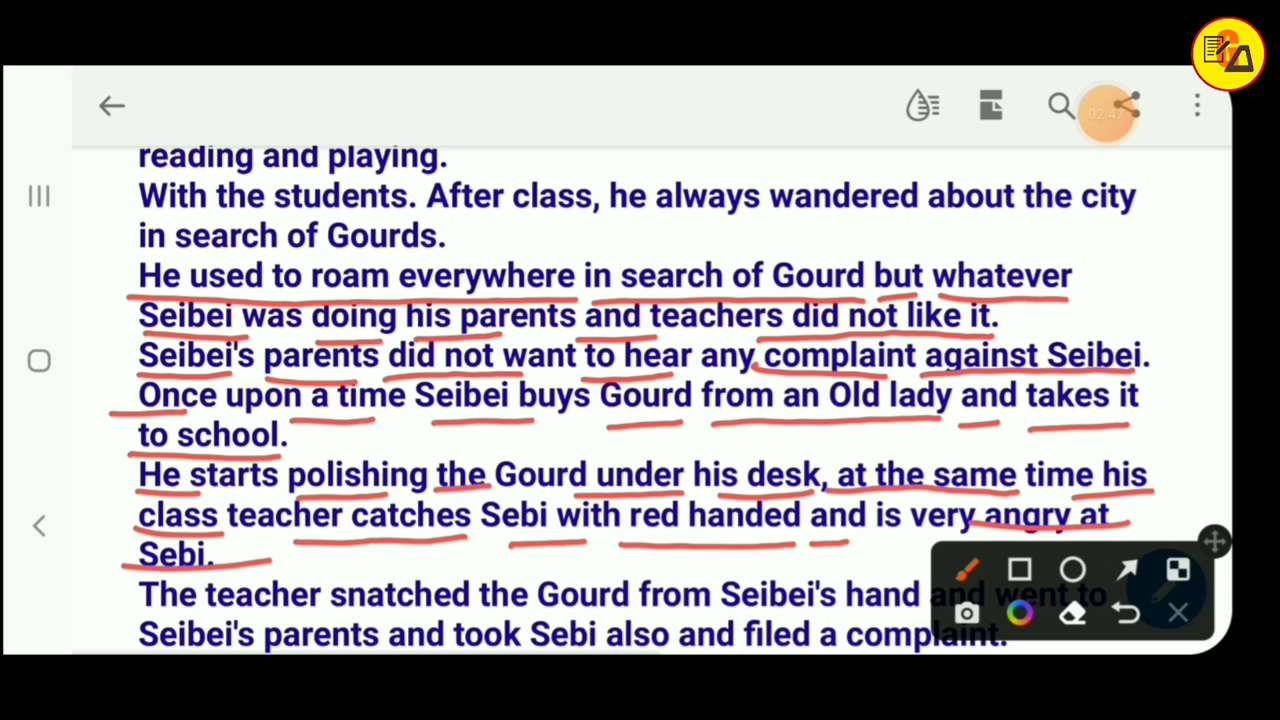 02:47
reading and playing.
With the students. After class, he always wandered about the city
in search of Gourds.
He used to roam everywhere in search of Gourd but whatever
Seibei was doing his parents and teachers did not like it.
Seibei's parents did not want to hear any complaint against Seibei.
Once upon a time Seibei buys Gourd from an Old lady and takes it
to school.
He starts polishing the Gourd under his desk, at the same time his
class teacher catches Sebi with red handed and is very angry at
Sebi.
The teacher snatched the Gourd from Seibei's hand and went to
Seibei's parents and took Sebi also and filed a complaint.